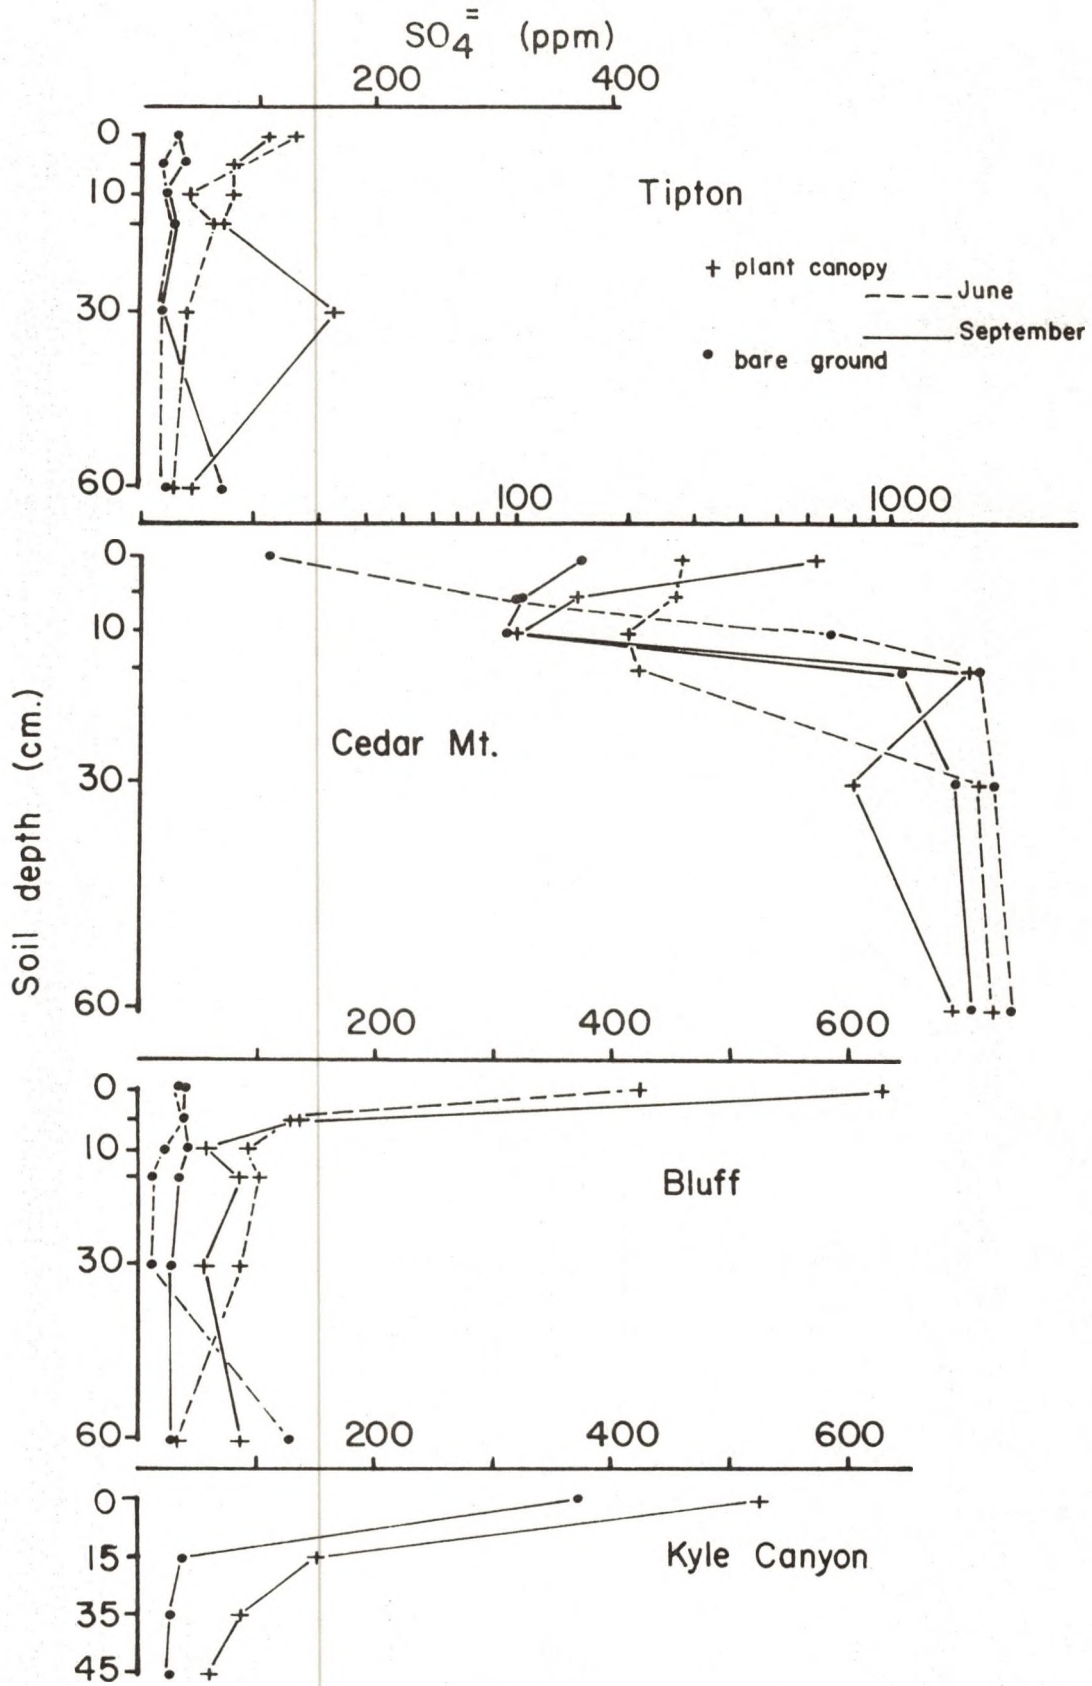 SO₄⁼ (ppm)
200 400
0
10
30
60
Tipton
+ plant canopy
June
September
• bare ground
100 1000
0
10
30
60
Cedar Mt.
Soil depth (cm.)
200 400 600
0
10
30
60
Bluff
200 400 600
0
15
35
45
Kyle Canyon